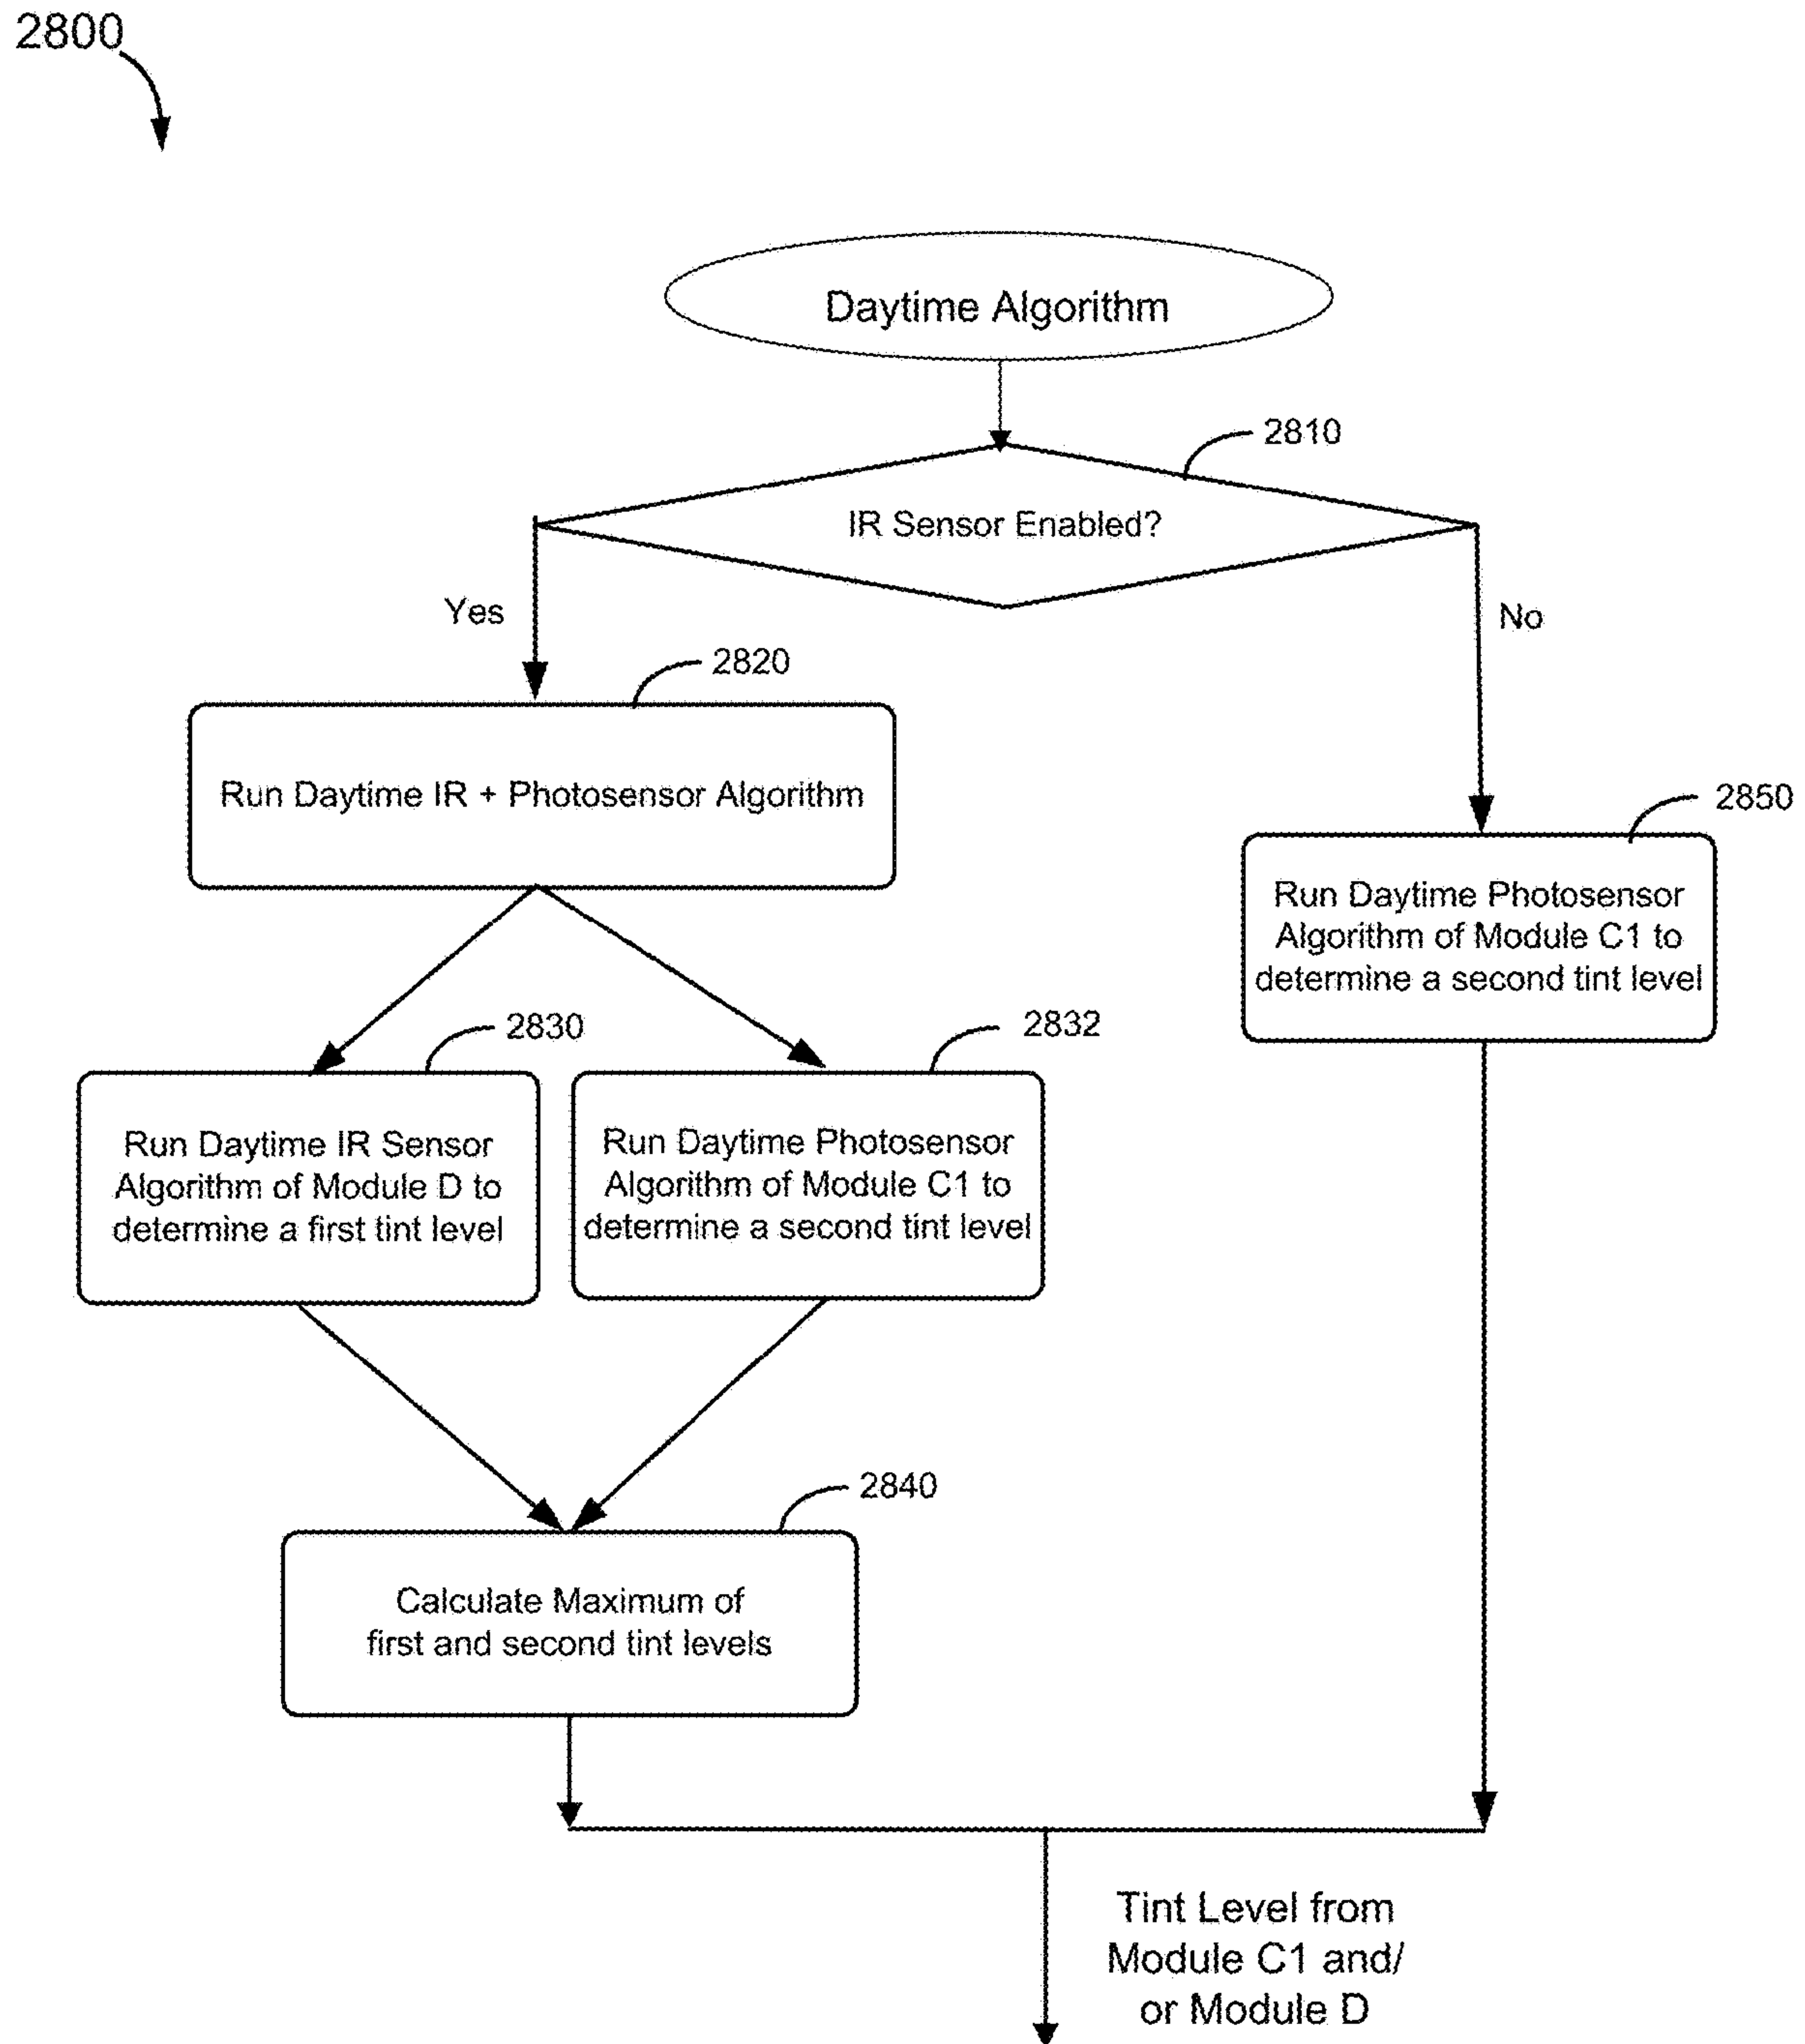 2800
Daytime Algorithm
2810
IR Sensor Enabled?
Yes
No
2820
Run Daytime IR + Photosensor Algorithm
2850
Run Daytime Photosensor
Algorithm of Module C1 to
determine a second tint level
2830
2832
Run Daytime IR Sensor
Algorithm of Module D to
determine a first tint level
Run Daytime Photosensor
Algorithm of Module C1 to
determine a second tint level
2840
Calculate Maximum of
first and second tint levels
Tint Level from
Module C1 and/
or Module D